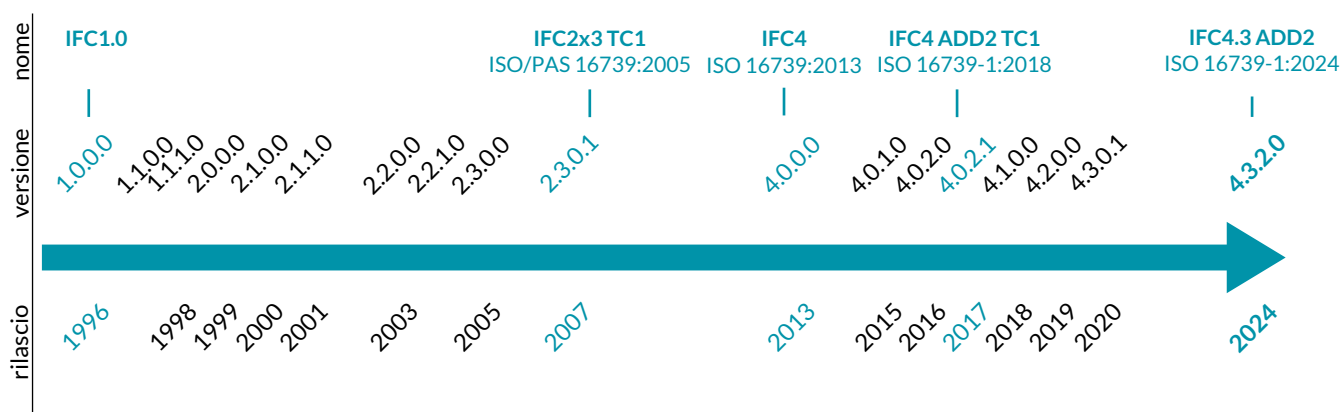 nome
IFC1.0
IFC2x3 TC1
ISO/PAS 16739:2005
IFC4
ISO 16739:2013
IFC4 ADD2 TC1
ISO 16739-1:2018
IFC4.3 ADD2
ISO 16739-1:2024
versione
1.0.0.0
1.1.0.0
1.1.1.0
2.0.0.0
2.1.0.0
2.1.1.0
2.2.0.0
2.2.1.0
2.3.0.0
2.3.0.1
4.0.0.0
4.0.1.0
4.0.2.0
4.0.2.1
4.1.0.0
4.2.0.0
4.3.0.1
4.3.2.0
rilascio
1996
1998
1999
2000
2001
2003
2005
2007
2013
2015
2016
2017
2018
2019
2020
2024